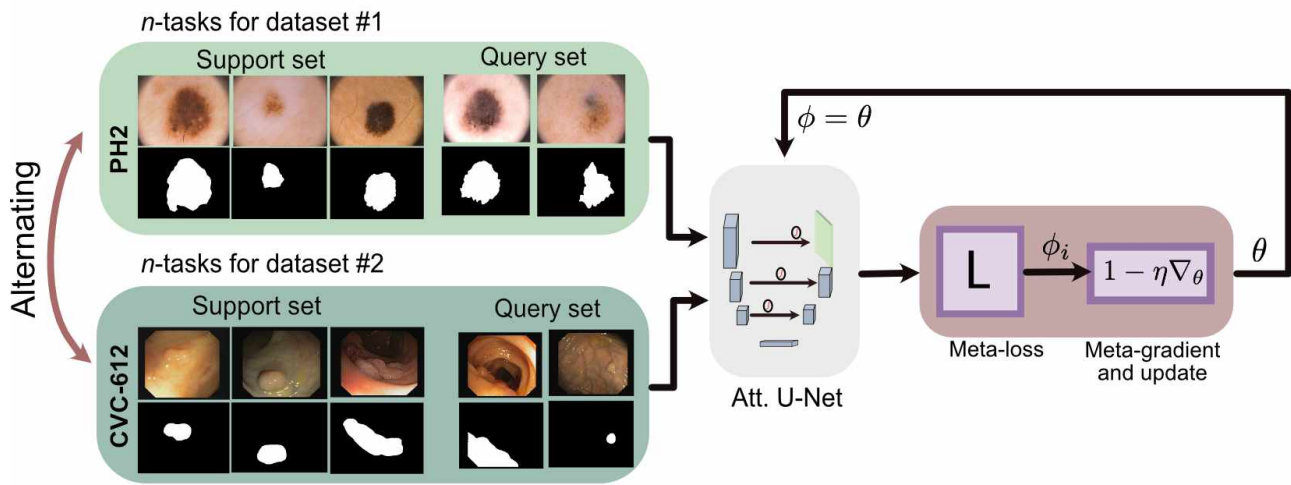 n-tasks for dataset #1
Support set
Query set
PH2
Alternating
n-tasks for dataset #2
Support set
Query set
CVC-612
Att. U-Net
ϕ = θ
L
ϕᵢ
1 − η∇_θ
θ
Meta-loss
Meta-gradient
and update